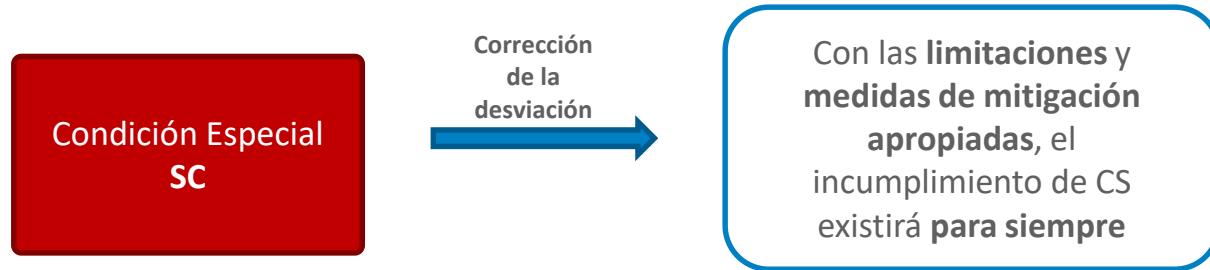 Condición Especial
SC
Corrección
de la
desviación
Con las limitaciones y
medidas de mitigación
apropiadas, el
incumplimiento de CS
existirá para siempre